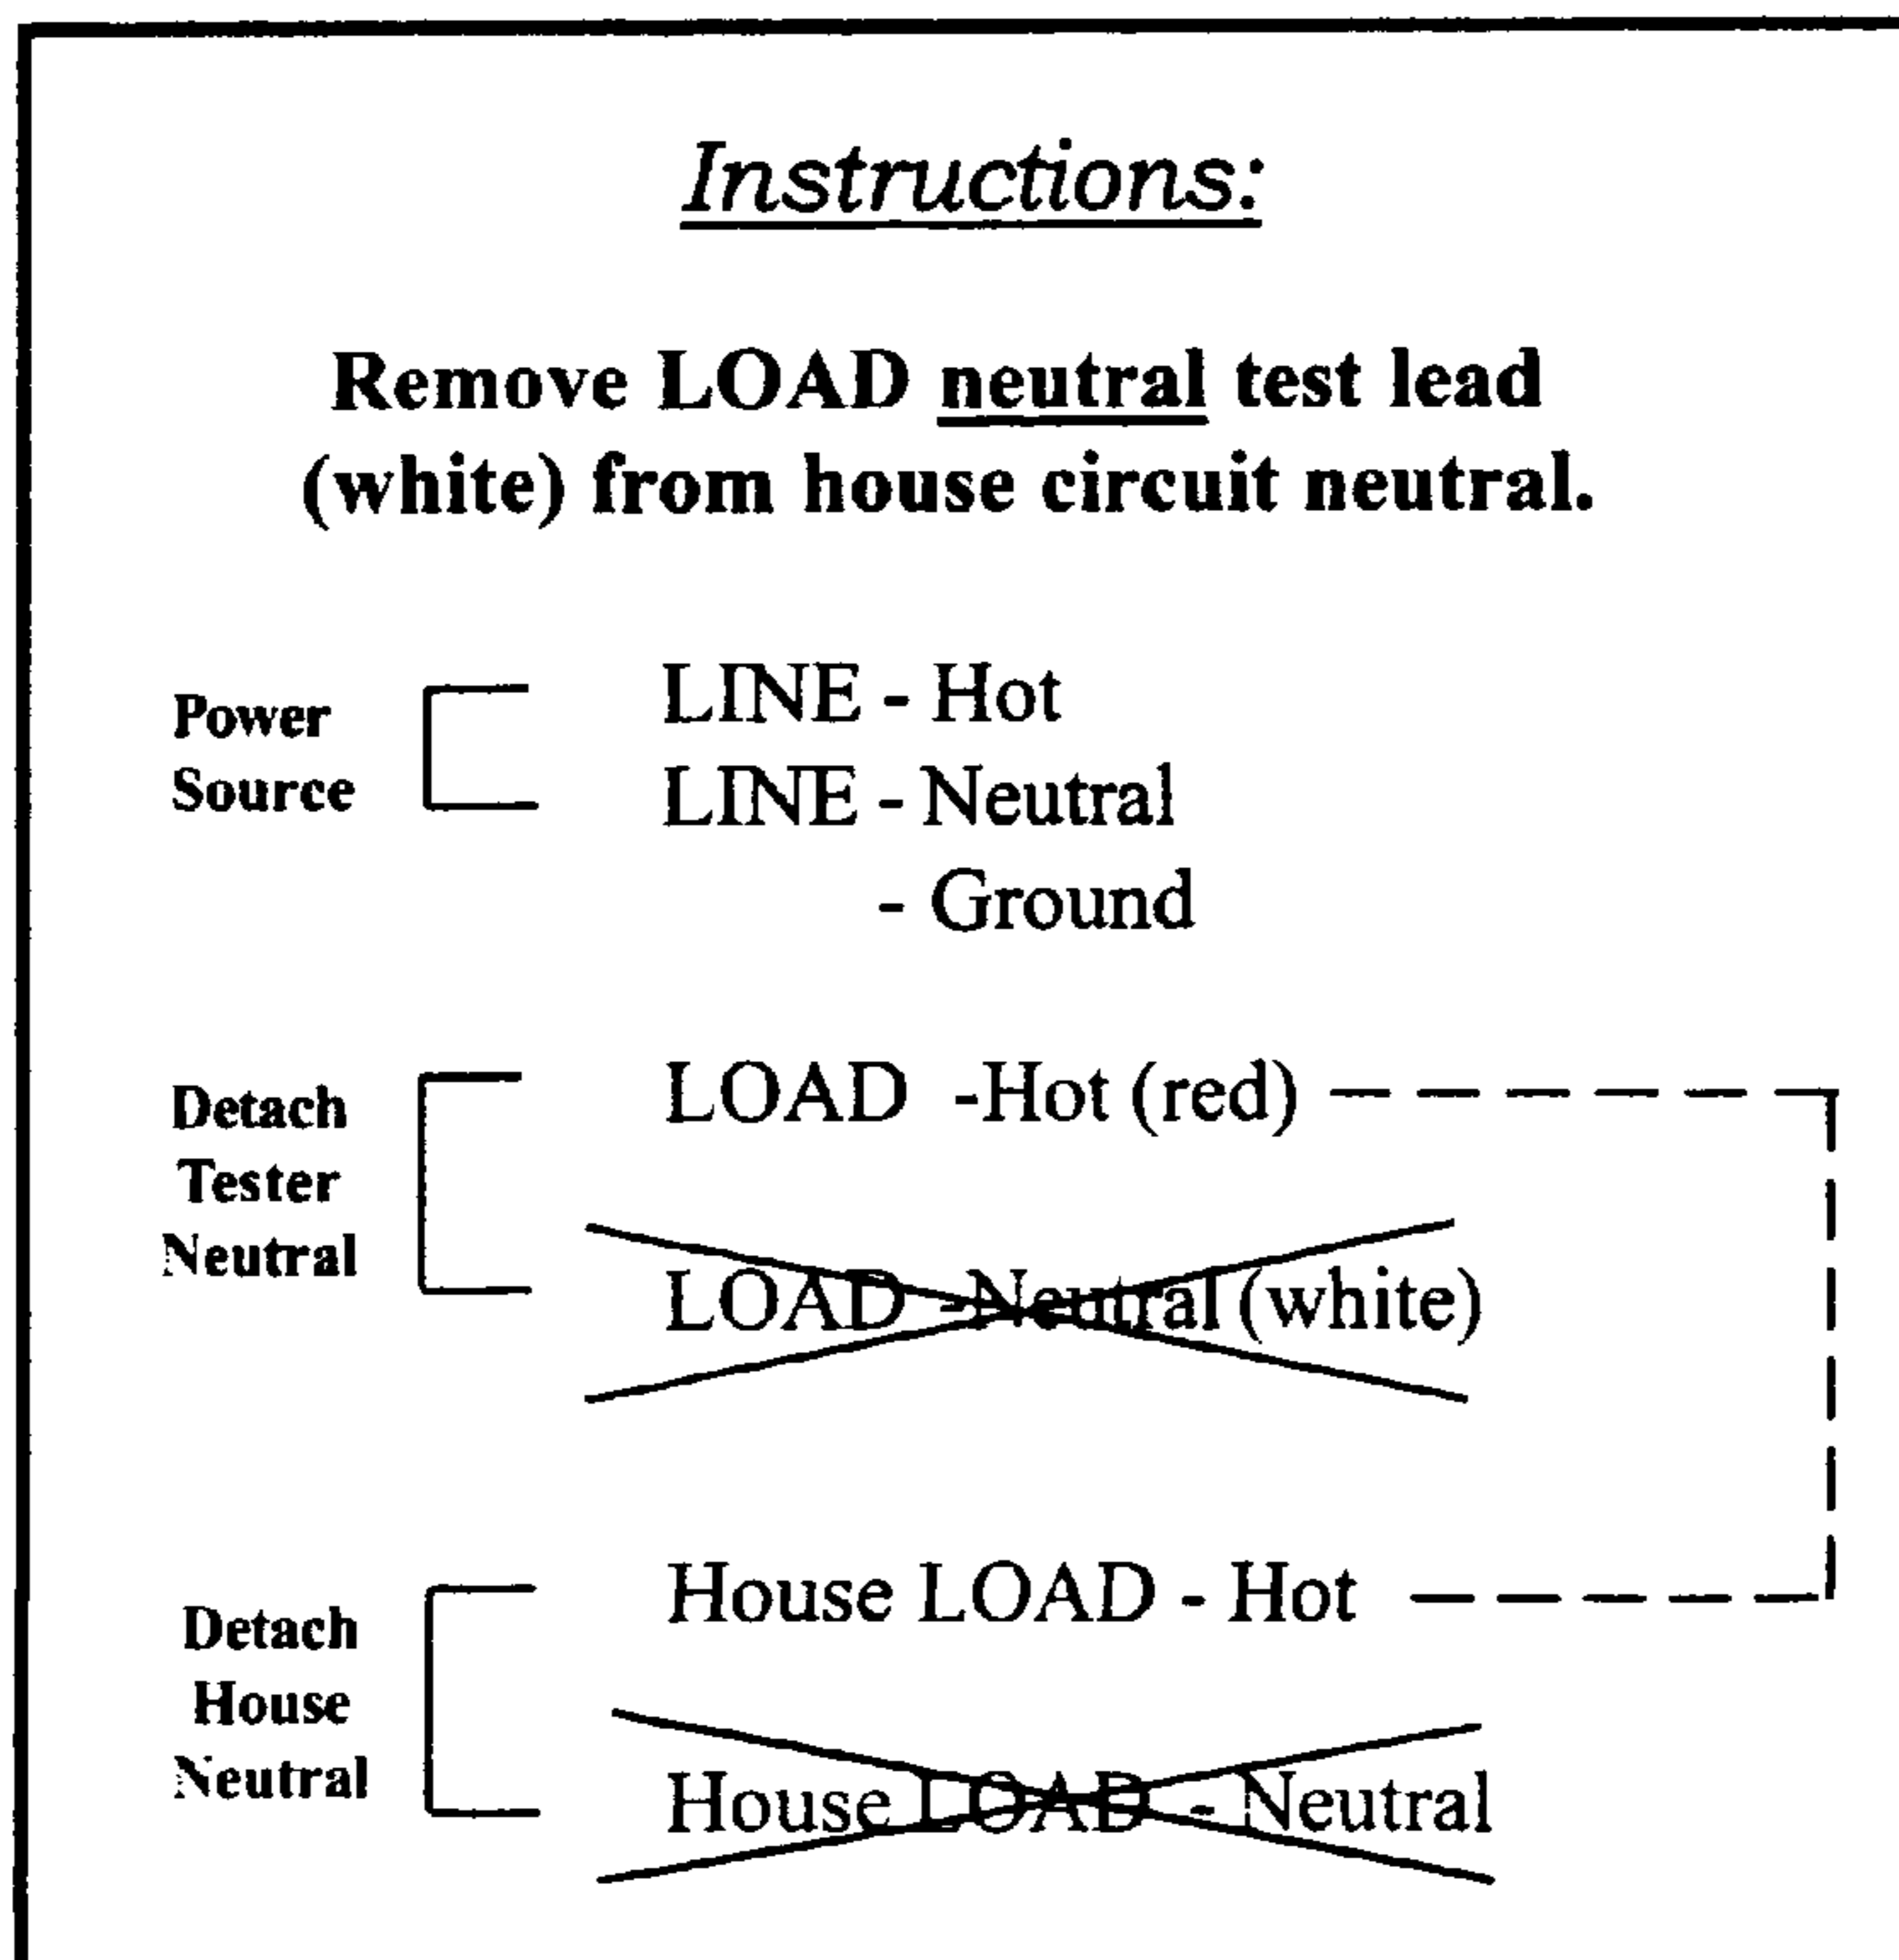 Instructions:
Remove LOAD neutral test lead
(white) from house circuit neutral.
Power
Source
LINE - Hot
LINE - Neutral
- Ground
Detach
Tester
Neutral
LOAD -Hot (red)
LOAD -Neutral (white)
Detach
House
Neutral
House LOAD - Hot
House LOAD - Neutral